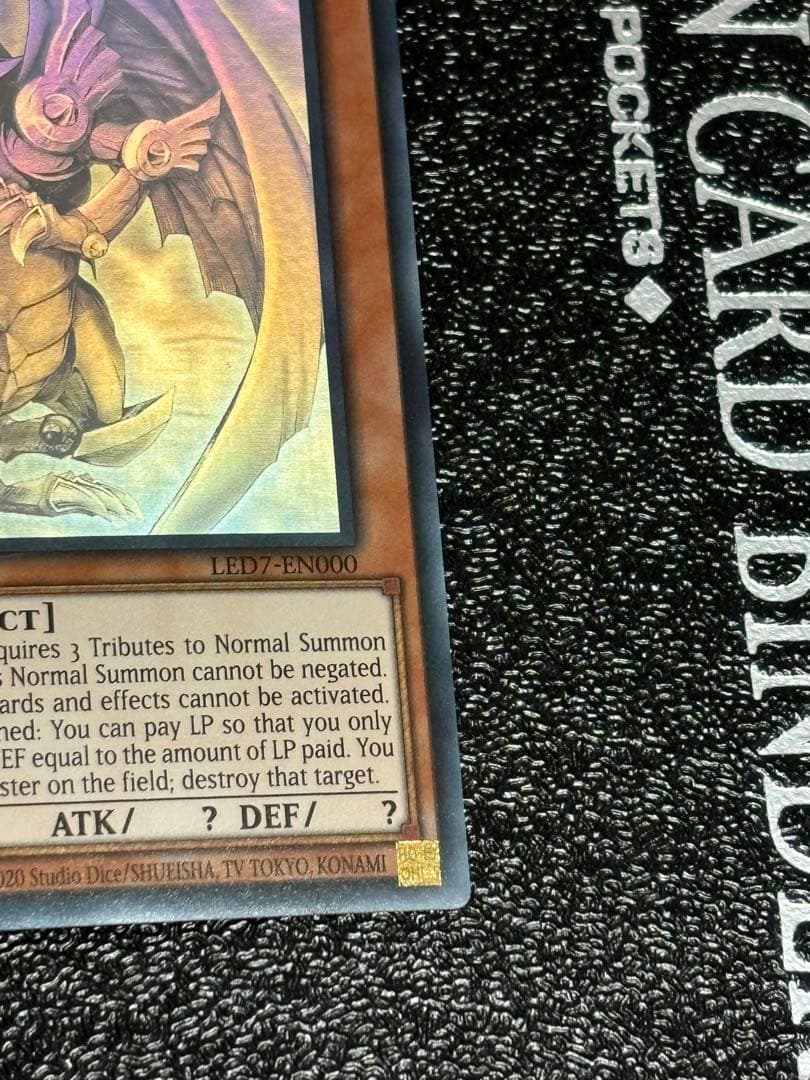 LED7-EN000
CT]
quires 3 Tributes to Normal Summon
s Normal Summon cannot be negated.
ards and effects cannot be activated.
ned: You can pay LP so that you only
EF equal to the amount of LP paid. You
ster on the field; destroy that target.
ATK/ ? DEF/ ?
020 Studio Dice/SHUEISHA, TV TOKYO, KONAMI
POCKETS ◆
N CARD BINDE